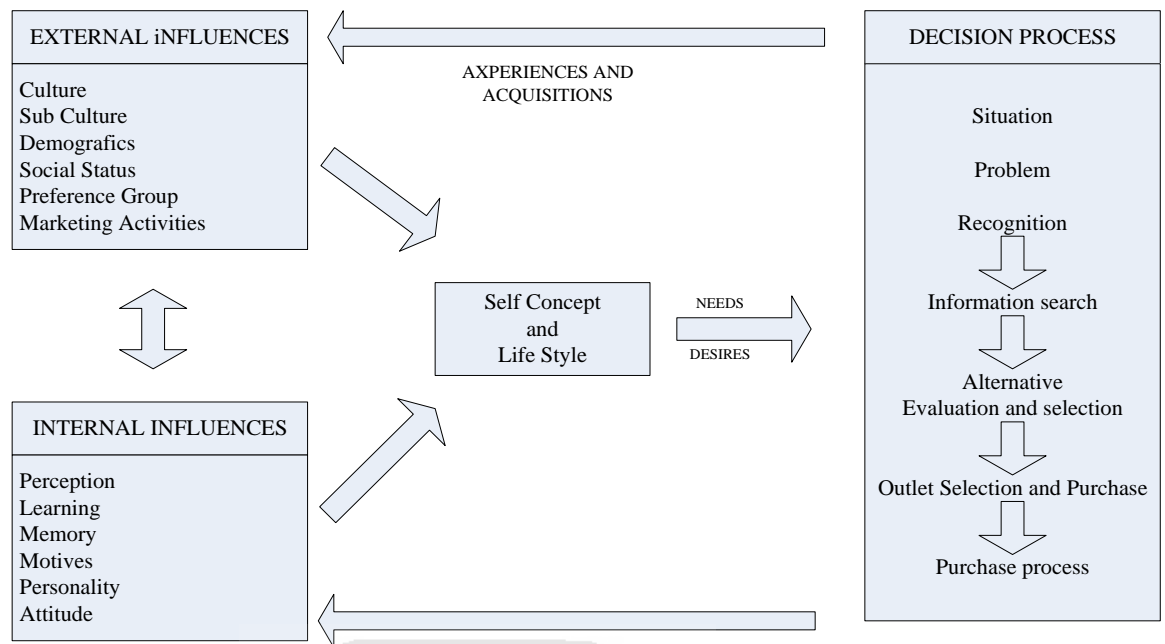 EXTERNAL iNFLUENCES
Culture
Sub Culture
Demografics
Social Status
Preference Group
Marketing Activities
AXPERIENCES AND
ACQUISITIONS
INTERNAL INFLUENCES
Perception
Learning
Memory
Motives
Personality
Attitude
Self Concept
and
Life Style
NEEDS
DESIRES
DECISION PROCESS
Situation
Problem
Recognition
Information search
Alternative
Evaluation and selection
Outlet Selection and Purchase
Purchase process